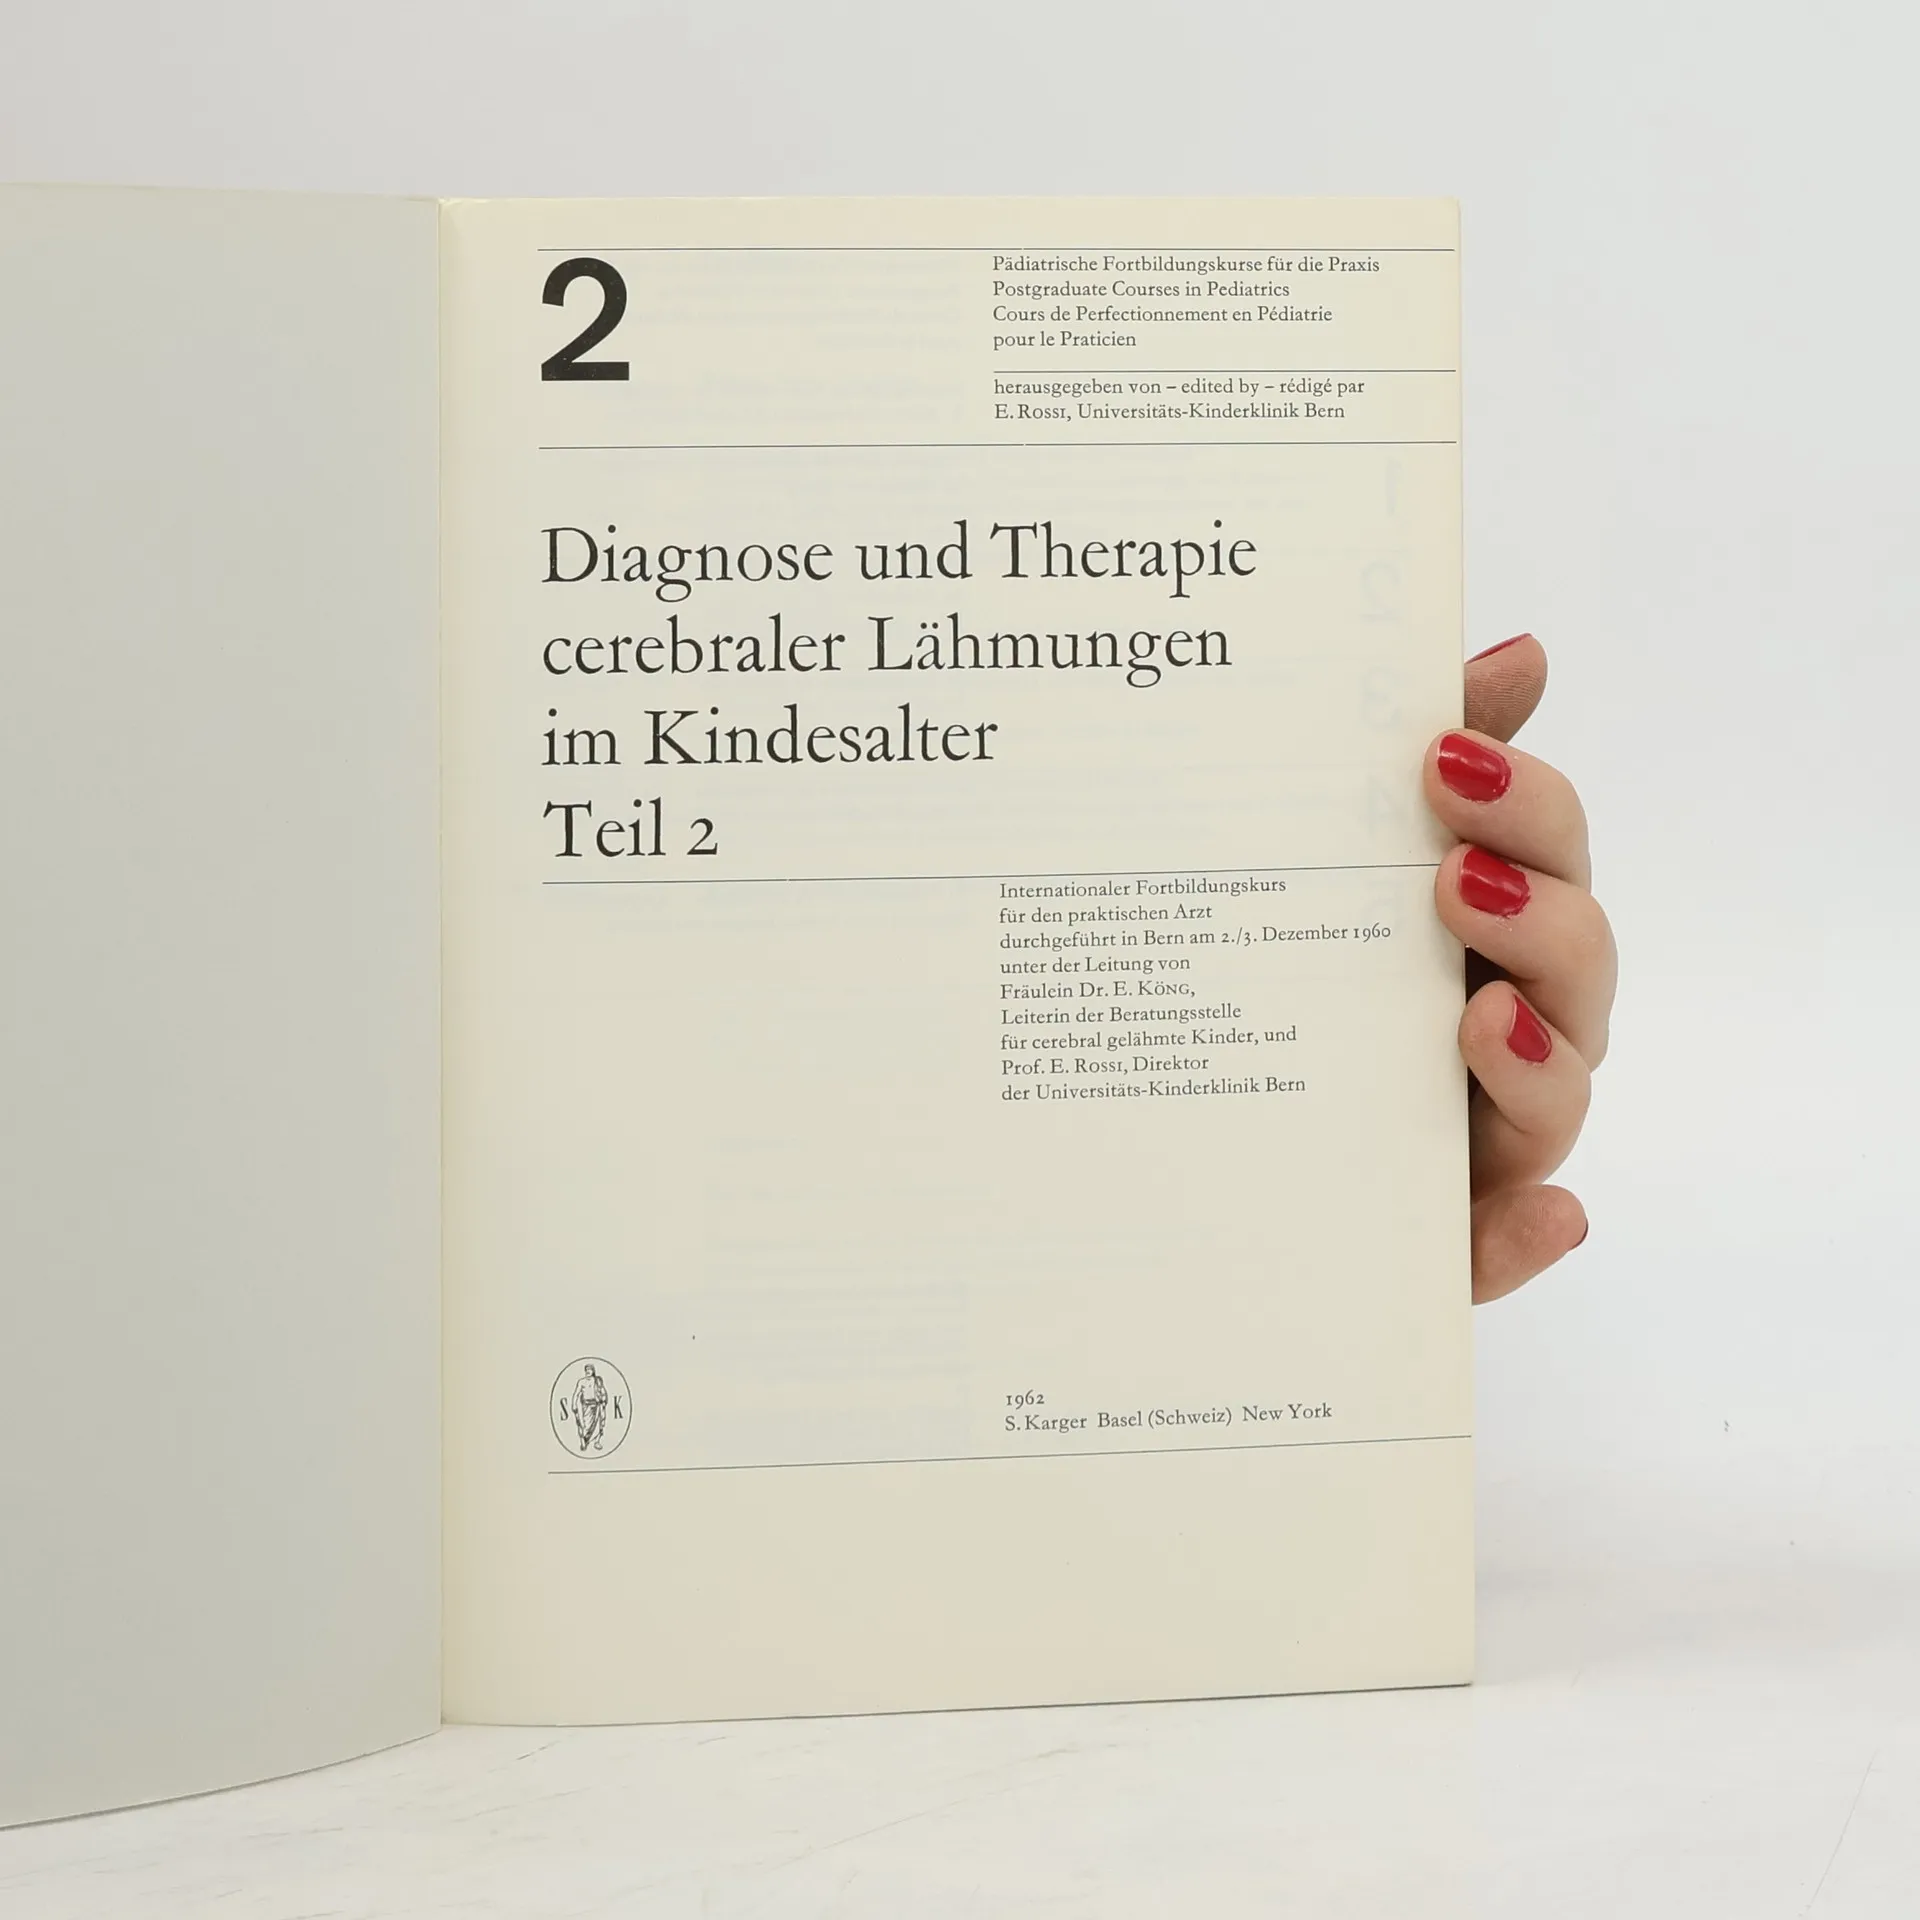 2
Pädiatrische Fortbildungskurse für die Praxis
Postgraduate Courses in Pediatrics
Cours de Perfectionnement en Pédiatrie
pour le Praticien
herausgegeben von – edited by – rédigé par
E. ROSSI, Universitäts-Kinderklinik Bern
Diagnose und Therapie
cerebraler Lähmungen
im Kindesalter
Teil 2
Internationaler Fortbildungskurs
für den praktischen Arzt
durchgeführt in Bern am 2./3. Dezember 1960
unter der Leitung von
Fräulein Dr. E. KÖNG,
Leiterin der Beratungsstelle
für cerebral gelähmte Kinder, und
Prof. E. ROSSI, Direktor
der Universitäts-Kinderklinik Bern
S K
1962
S. Karger Basel (Schweiz) New York